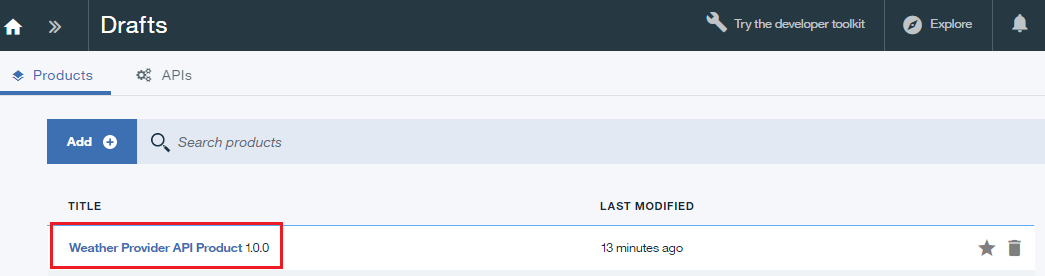 Drafts
Try the developer toolkit
Explore
Products
APIs
Add
Search products
TITLE
LAST MODIFIED
Weather Provider API Product 1.0.0
13 minutes ago